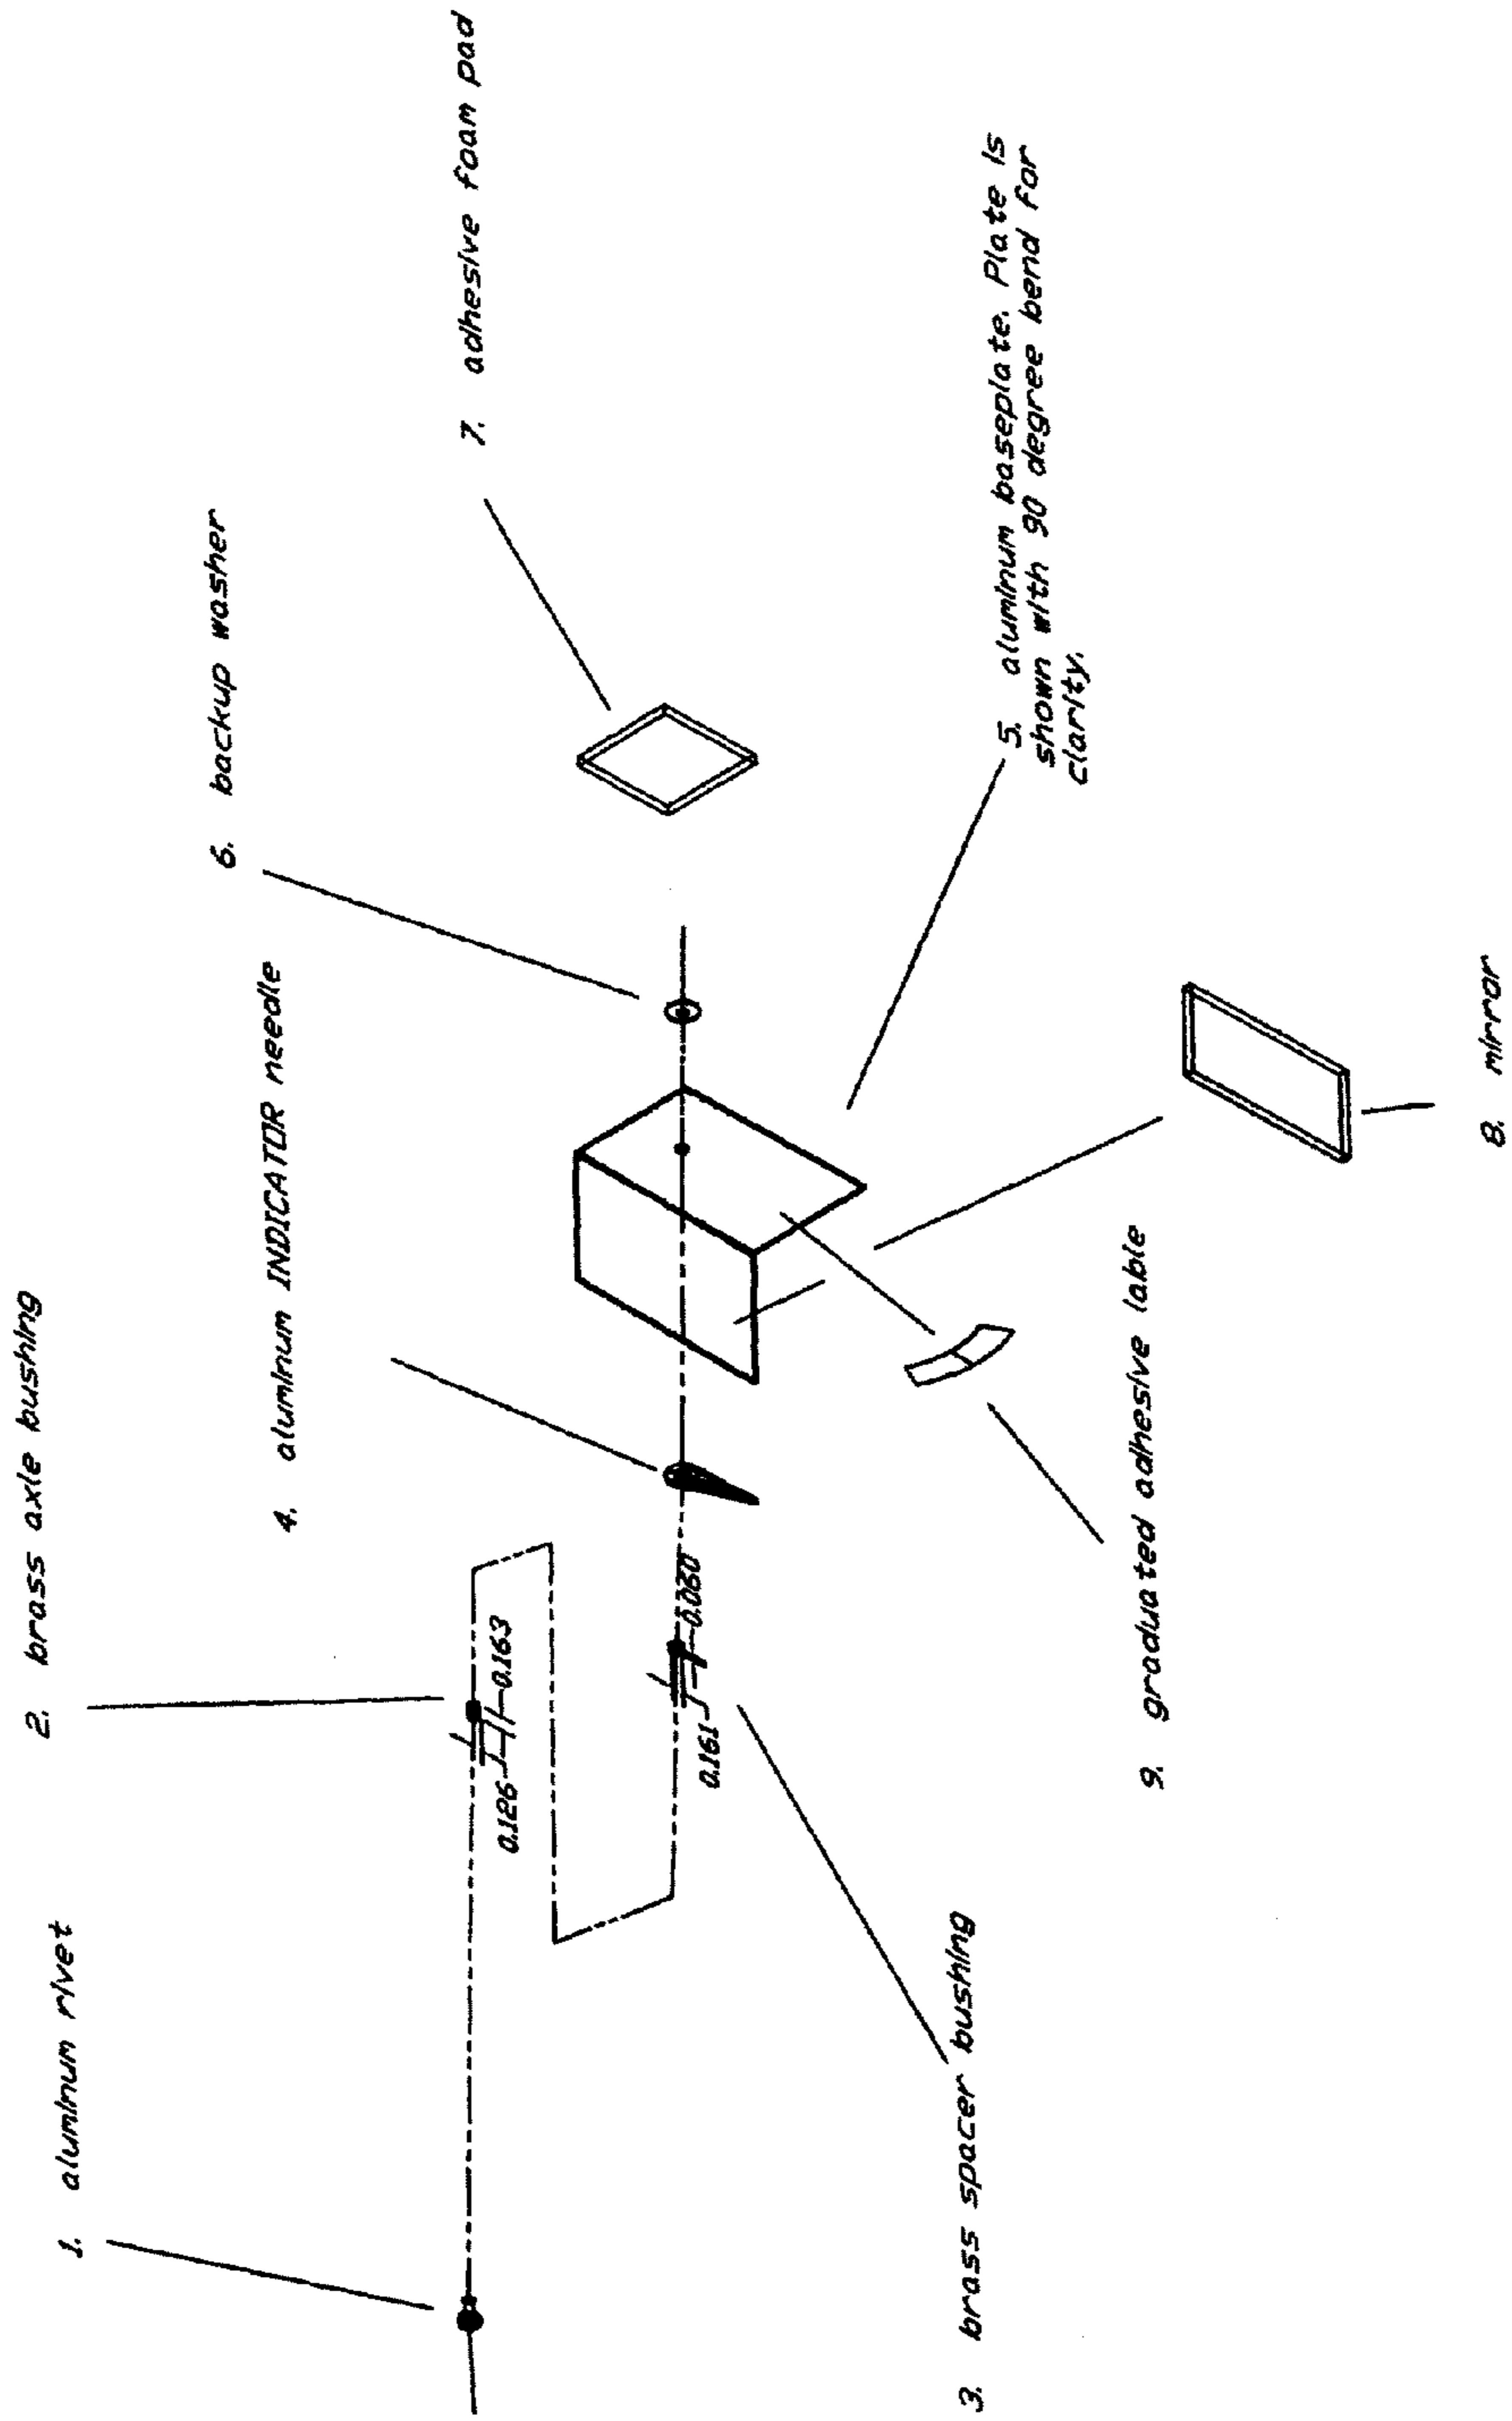 1. aluminum rivet
2. brass axle bushing
0.126
0.163
3. brass spacer bushing
0.161
0.080
4. aluminum INDICATOR needle
5. aluminum baseplate. Plate is
shown with 90 degree bend for
clarity.
6. backup washer
7. adhesive foam pad
8. mirror
9. graduated adhesive lable